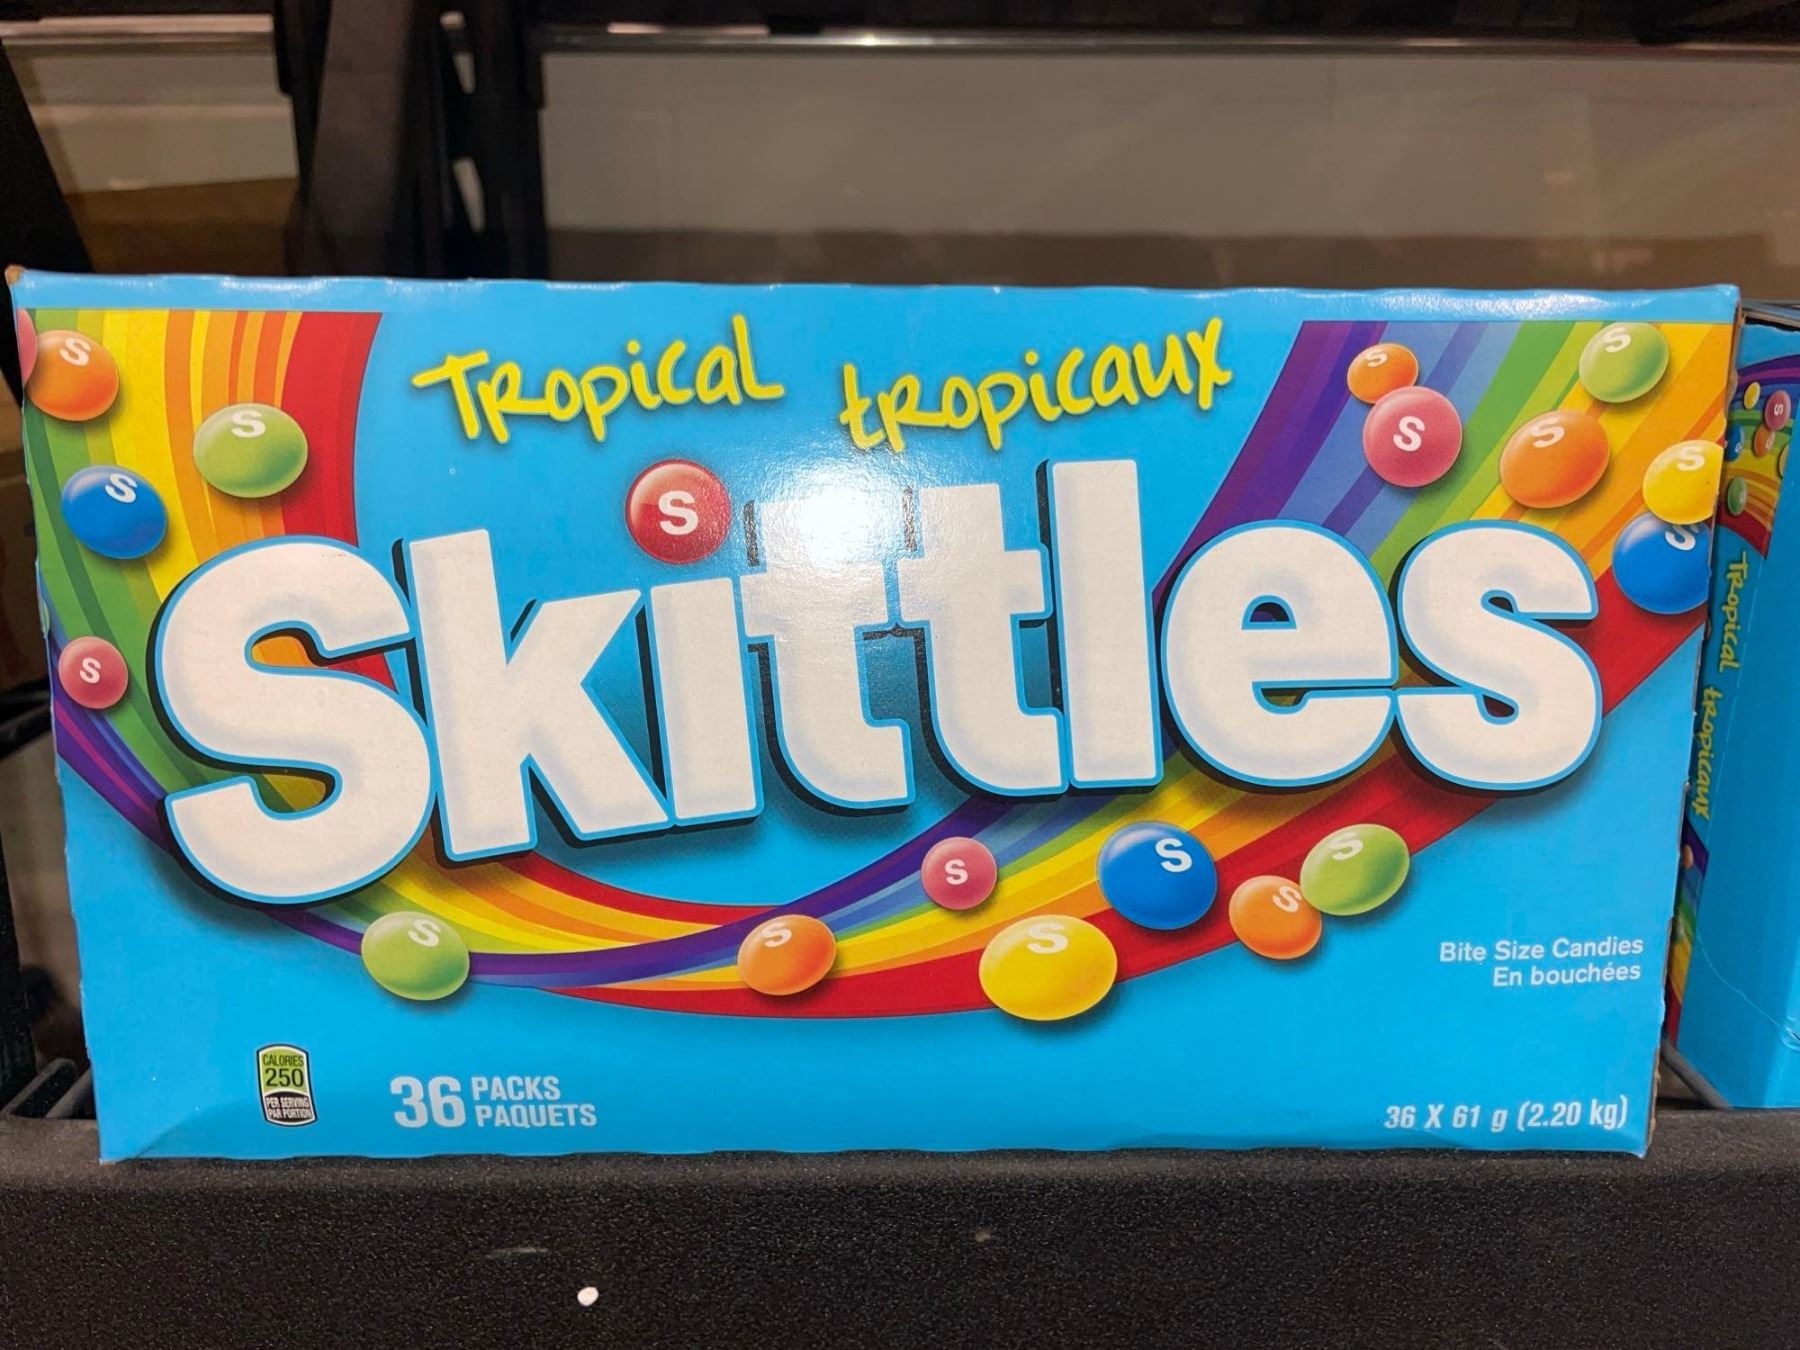 Tropical tropicaux
Skittles
Bite Size Candies
En bouchées
CALORIES
250
PER SERVING
PAR PORTION
36 PACKS
PAQUETS
36 X 61 g (2.20 kg)
Tropical tropicaux